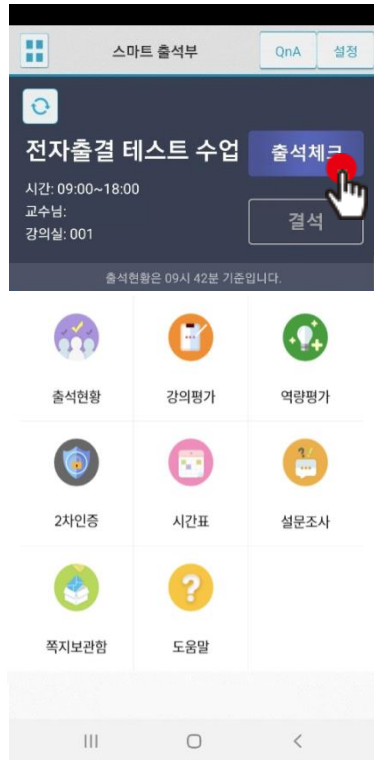 스마트 출석부
QnA
설정
전자출결 테스트 수업
출석체크
시간: 09:00~18:00
교수님:
강의실: 001
결석
출석현황은 09시 42분 기준입니다.
출석현황
강의평가
역량평가
2차인증
시간표
설문조사
쪽지보관함
도움말